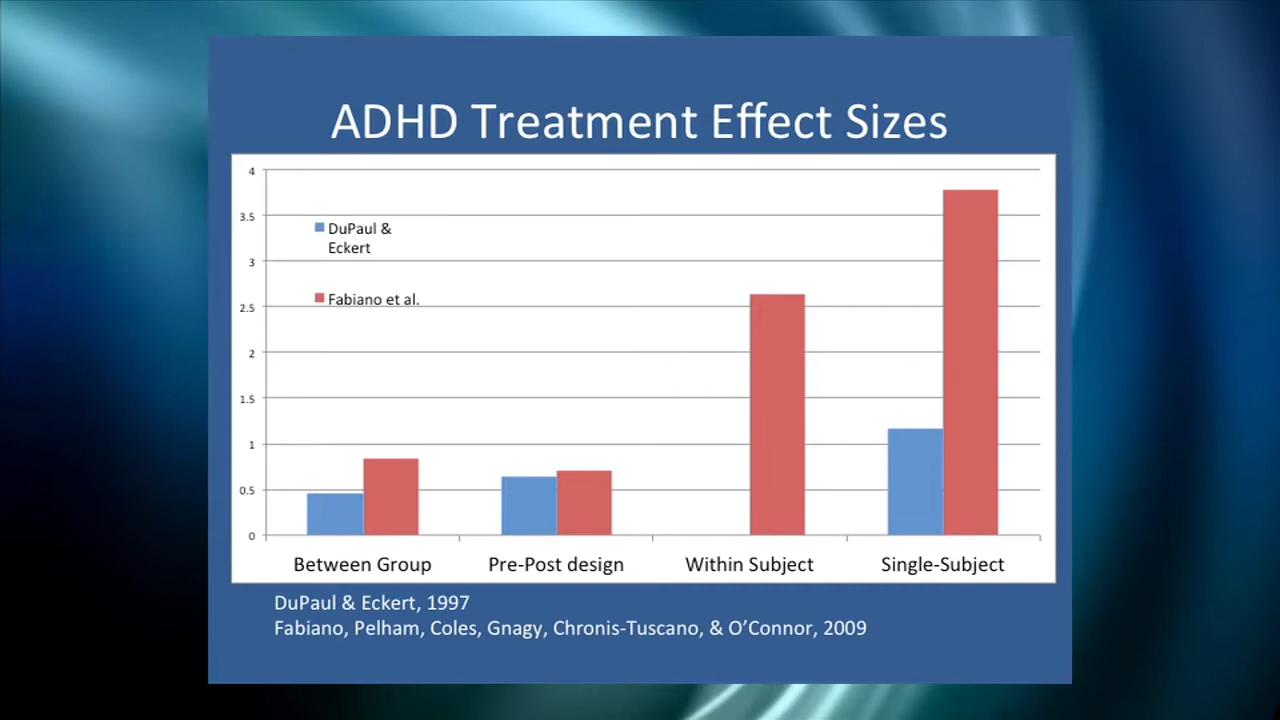 ADHD Treatment Effect Sizes
4
3.5
3
2.5
2
1.5
1
0.5
0
DuPaul &
Eckert
Fabiano et al.
Between Group
Pre-Post design
Within Subject
Single-Subject
DuPaul & Eckert, 1997
Fabiano, Pelham, Coles, Gnagy, Chronis-Tuscano, & O’Connor, 2009